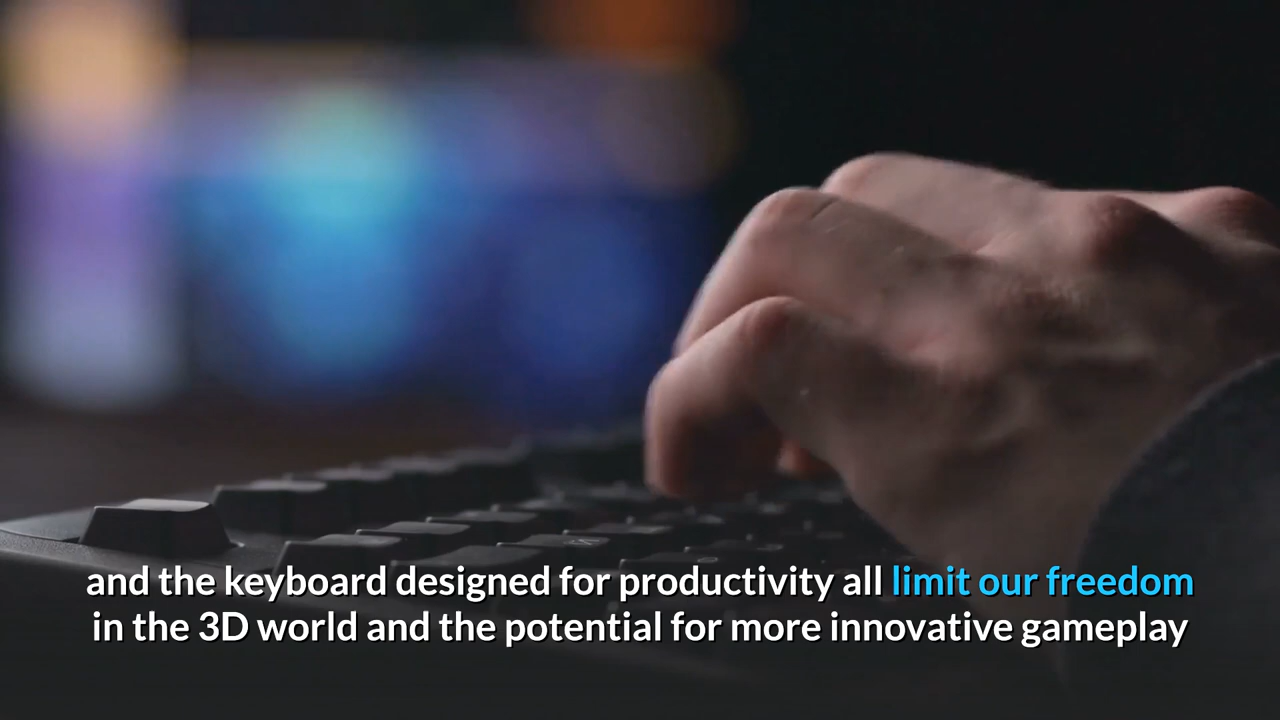 and the keyboard designed for productivity all limit our freedom
in the 3D world and the potential for more innovative gameplay